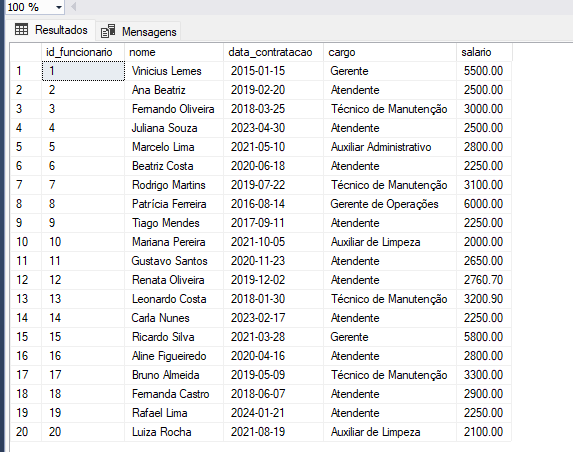 100 %
Resultados Mensagens
id_funcionario nome data_contratacao cargo salario
1 1 Vinicius Lemes 2015-01-15 Gerente 5500.00
2 2 Ana Beatriz 2019-02-20 Atendente 2500.00
3 3 Fernando Oliveira 2018-03-25 Técnico de Manutenção 3000.00
4 4 Juliana Souza 2023-04-30 Atendente 2500.00
5 5 Marcelo Lima 2021-05-10 Auxiliar Administrativo 2800.00
6 6 Beatriz Costa 2020-06-18 Atendente 2250.00
7 7 Rodrigo Martins 2019-07-22 Técnico de Manutenção 3100.00
8 8 Patrícia Ferreira 2016-08-14 Gerente de Operações 6000.00
9 9 Tiago Mendes 2017-09-11 Atendente 2250.00
10 10 Mariana Pereira 2021-10-05 Auxiliar de Limpeza 2000.00
11 11 Gustavo Santos 2020-11-23 Atendente 2650.00
12 12 Renata Oliveira 2019-12-02 Atendente 2760.70
13 13 Leonardo Costa 2018-01-30 Técnico de Manutenção 3200.90
14 14 Carla Nunes 2023-02-17 Atendente 2250.00
15 15 Ricardo Silva 2021-03-28 Gerente 5800.00
16 16 Aline Figueiredo 2020-04-16 Atendente 2800.00
17 17 Bruno Almeida 2019-05-09 Técnico de Manutenção 3300.00
18 18 Fernanda Castro 2018-06-07 Atendente 2900.00
19 19 Rafael Lima 2024-01-21 Atendente 2250.00
20 20 Luiza Rocha 2021-08-19 Auxiliar de Limpeza 2100.00